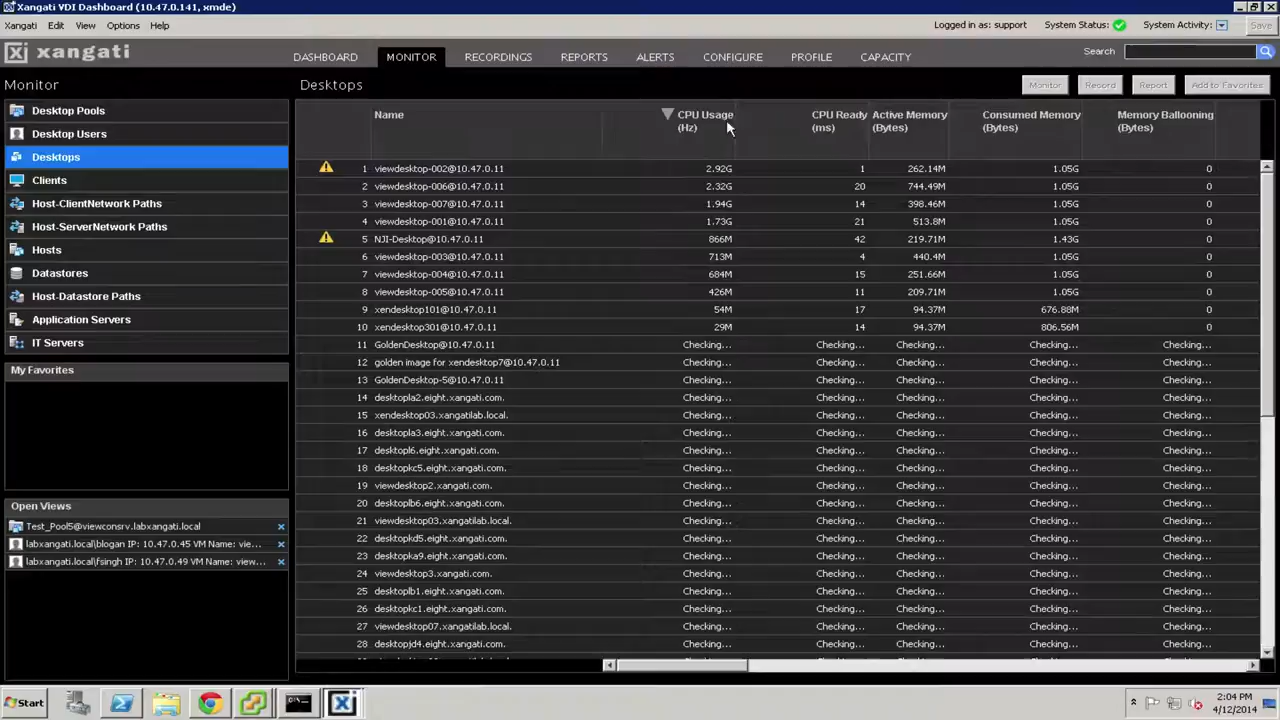 Xangati VDI Dashboard (10.47.0.141, xmde)
Xangati Edit View Options Help Logged in as: support System Status: System Activity: Save
xangati DASHBOARD MONITOR RECORDINGS REPORTS ALERTS CONFIGURE PROFILE CAPACITY Search
Monitor
Desktop Pools
Desktop Users
Desktops
Clients
Host-ClientNetwork Paths
Host-ServerNetwork Paths
Hosts
Datastores
Host-Datastore Paths
Application Servers
IT Servers
My Favorites
Open Views
Test_Pool5@viewconsrv.labxangati.local
labxangati.local\blogan IP: 10.47.0.45 VM Name: vie...
labxangati.local\fsingh IP: 10.47.0.49 VM Name: view...
Desktops Monitor Record Report Add to Favorites
Name CPU Usage (Hz) CPU Ready (ms) Active Memory (Bytes) Consumed Memory (Bytes) Memory Ballooning (Bytes)
1 viewdesktop-002@10.47.0.11 2.92G 1 262.14M 1.05G 0
2 viewdesktop-006@10.47.0.11 2.32G 20 744.49M 1.05G 0
3 viewdesktop-007@10.47.0.11 1.94G 14 398.46M 1.05G 0
4 viewdesktop-001@10.47.0.11 1.73G 21 513.8M 1.05G 0
5 NJI-Desktop@10.47.0.11 866M 42 219.71M 1.43G 0
6 viewdesktop-003@10.47.0.11 713M 4 440.4M 1.05G 0
7 viewdesktop-004@10.47.0.11 684M 15 251.66M 1.05G 0
8 viewdesktop-005@10.47.0.11 426M 11 209.71M 1.05G 0
9 xendesktop101@10.47.0.11 54M 17 94.37M 676.88M 0
10 xendesktop301@10.47.0.11 29M 14 94.37M 806.56M 0
11 GoldenDesktop@10.47.0.11 Checking... Checking... Checking... Checking... Checking...
12 golden image for xendesktop7@10.47.0.11 Checking... Checking... Checking... Checking... Checking...
13 GoldenDesktop-5@10.47.0.11 Checking... Checking... Checking... Checking... Checking...
14 desktopla2.eight.xangati.com. Checking... Checking... Checking... Checking... Checking...
15 xendesktop03.xangatilab.local. Checking... Checking... Checking... Checking... Checking...
16 desktopla3.eight.xangati.com. Checking... Checking... Checking... Checking... Checking...
17 desktopl6.eight.xangati.com. Checking... Checking... Checking... Checking... Checking...
18 desktopkc5.eight.xangati.com. Checking... Checking... Checking... Checking... Checking...
19 viewdesktop2.xangati.com. Checking... Checking... Checking... Checking... Checking...
20 desktoplb6.eight.xangati.com. Checking... Checking... Checking... Checking... Checking...
21 viewdesktop03.xangatilab.local. Checking... Checking... Checking... Checking... Checking...
22 desktopkd5.eight.xangati.com. Checking... Checking... Checking... Checking... Checking...
23 desktopka9.eight.xangati.com. Checking... Checking... Checking... Checking... Checking...
24 viewdesktop3.xangati.com. Checking... Checking... Checking... Checking... Checking...
25 desktoplb1.eight.xangati.com. Checking... Checking... Checking... Checking... Checking...
26 desktopkc1.eight.xangati.com. Checking... Checking... Checking... Checking... Checking...
27 viewdesktop07.xangatilab.local. Checking... Checking... Checking... Checking... Checking...
28 desktopjd4.eight.xangati.com. Checking... Checking... Checking... Checking... Checking...
Start 2:04 PM
4/12/2014